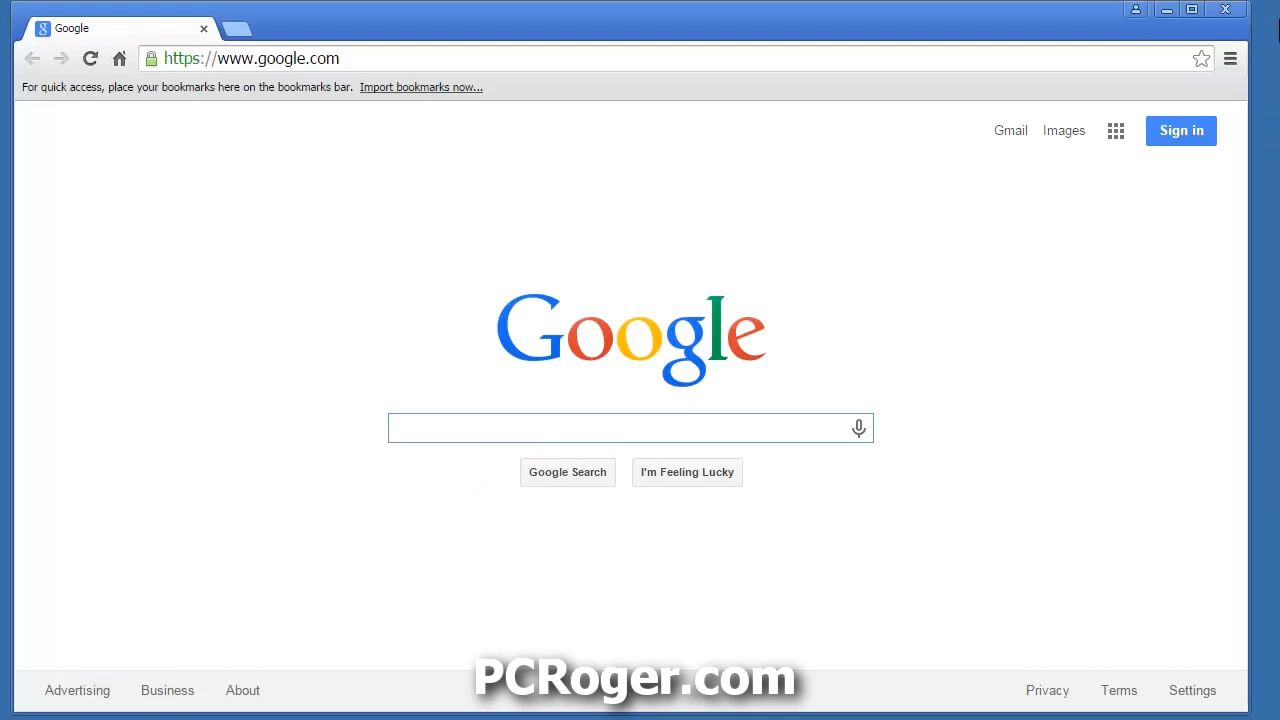 Google
https://www.google.com
For quick access, place your bookmarks here on the bookmarks bar. Import bookmarks now...
Gmail Images Sign in
Google
Google Search I'm Feeling Lucky
PCRoger.com
Advertising Business About Privacy Terms Settings